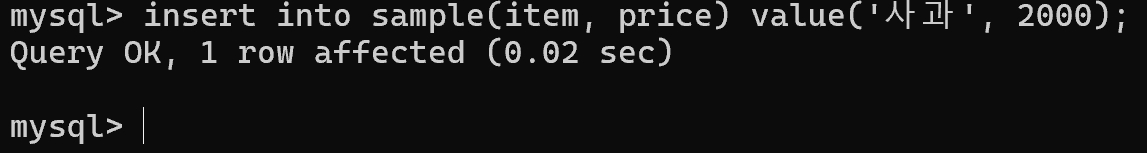 mysql> insert into sample(item, price) value('사과', 2000);
Query OK, 1 row affected (0.02 sec)
mysql>